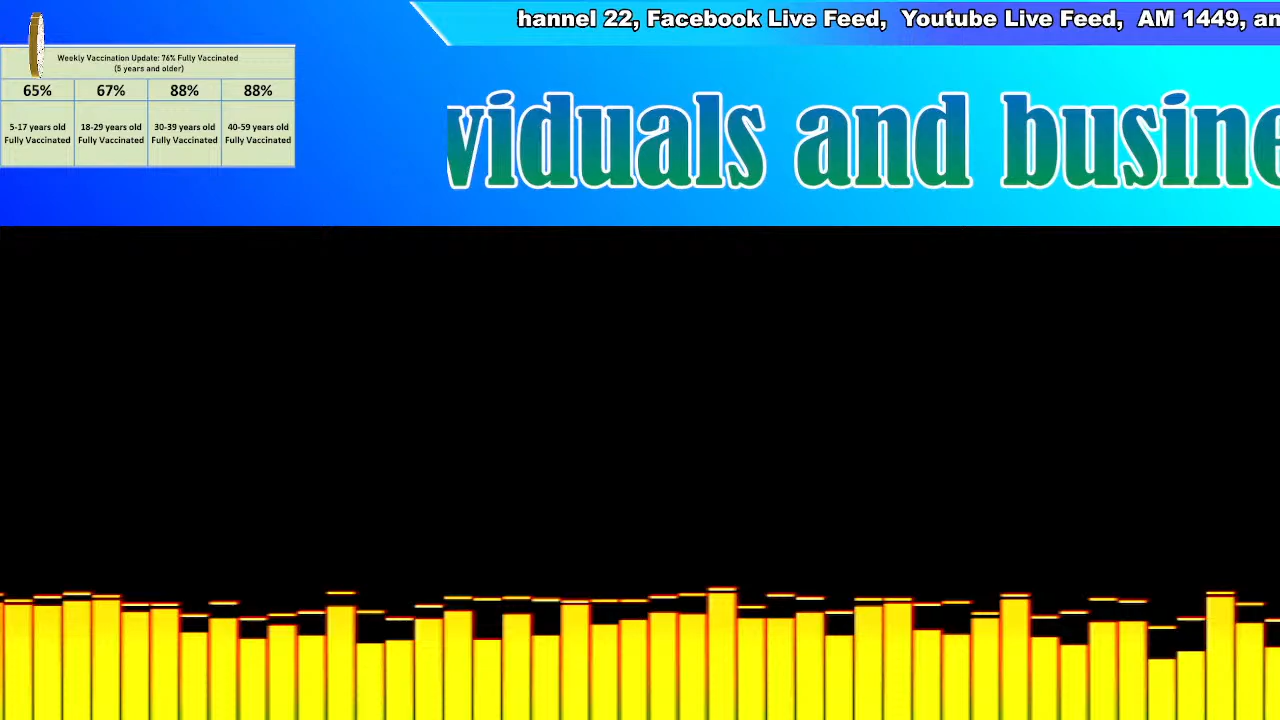 hannel 22, Facebook Live Feed, Youtube Live Feed, AM 1449, an
viduals and busine
Weekly Vaccination Update: 76% Fully Vaccinated
(5 years and older)
65% 67% 88% 88%
5-17 years old 18-29 years old 30-39 years old 40-59 years old
Fully Vaccinated Fully Vaccinated Fully Vaccinated Fully Vaccinated